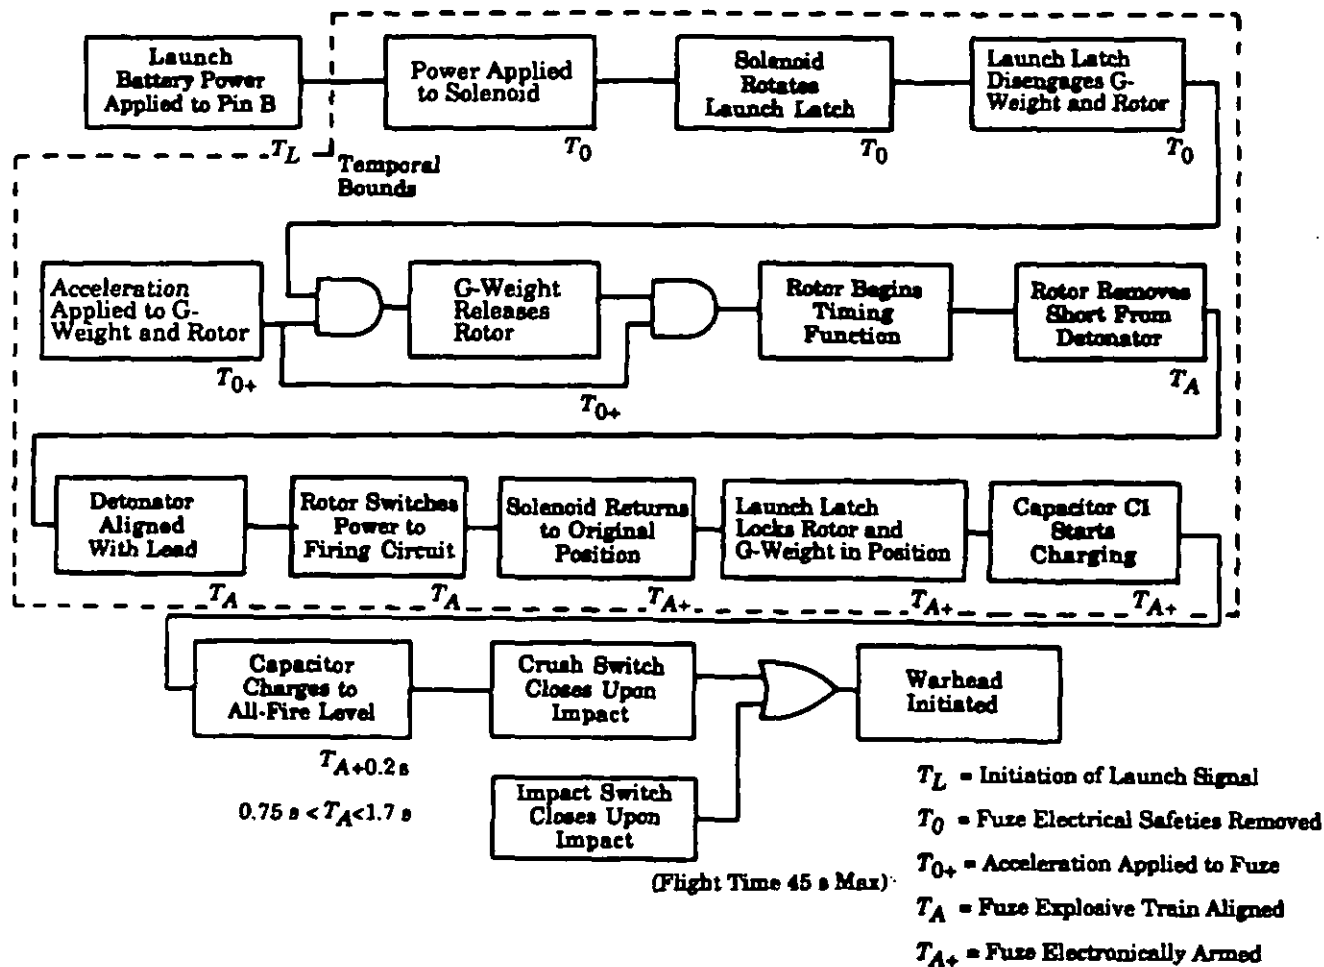 Launch
Battery Power
Applied to Pin B
T_L
Power Applied
to Solenoid
T_0
Solenoid
Rotates
Launch Latch
T_0
Launch Latch
Disengages G-
Weight and Rotor
T_0
Temporal
Bounds
Acceleration
Applied to G-
Weight and Rotor
T_0+
G-Weight
Releases
Rotor
T_0+
Rotor Begins
Timing
Function
Rotor Removes
Short From
Detonator
T_A
Detonator
Aligned
With Lead
T_A
Rotor Switches
Power to
Firing Circuit
T_A
Solenoid Returns
to Original
Position
T_A+
Launch Latch
Locks Rotor and
G-Weight in Position
T_A+
Capacitor C1
Starts
Charging
T_A+
Capacitor
Charges to
All-Fire Level
T_A+0.2 s
0.75 s < T_A < 1.7 s
Crush Switch
Closes Upon
Impact
Impact Switch
Closes Upon
Impact
(Flight Time 45 s Max)
Warhead
Initiated
T_L = Initiation of Launch Signal
T_0 = Fuze Electrical Safeties Removed
T_0+ = Acceleration Applied to Fuze
T_A = Fuze Explosive Train Aligned
T_A+ = Fuze Electronically Armed